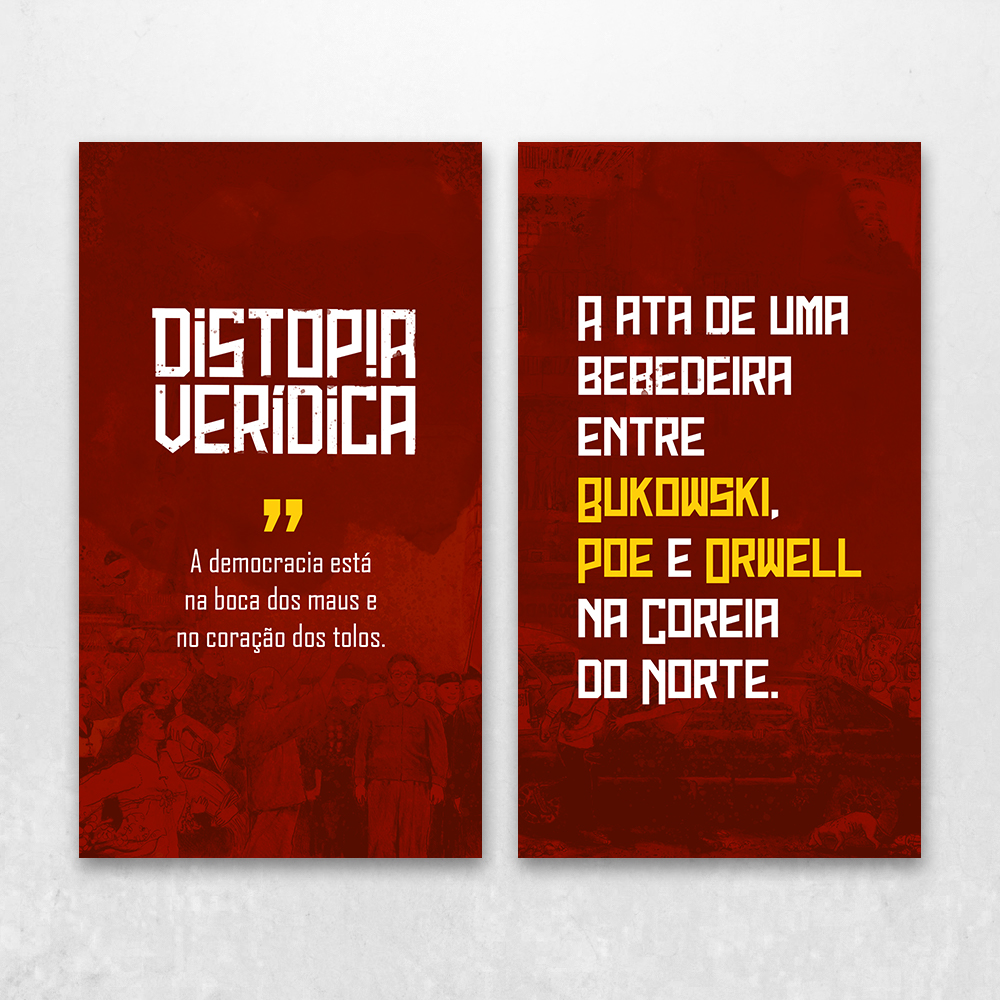 DiSTOP!A
VERÍDiCA
”
A democracia está
na boca dos maus e
no coração dos tolos.
A ATA DE UMA
BEBEDEIRA
ENTRE
BUKOWSKI,
POE E ORWELL
NA COREIA
DO NORTE.